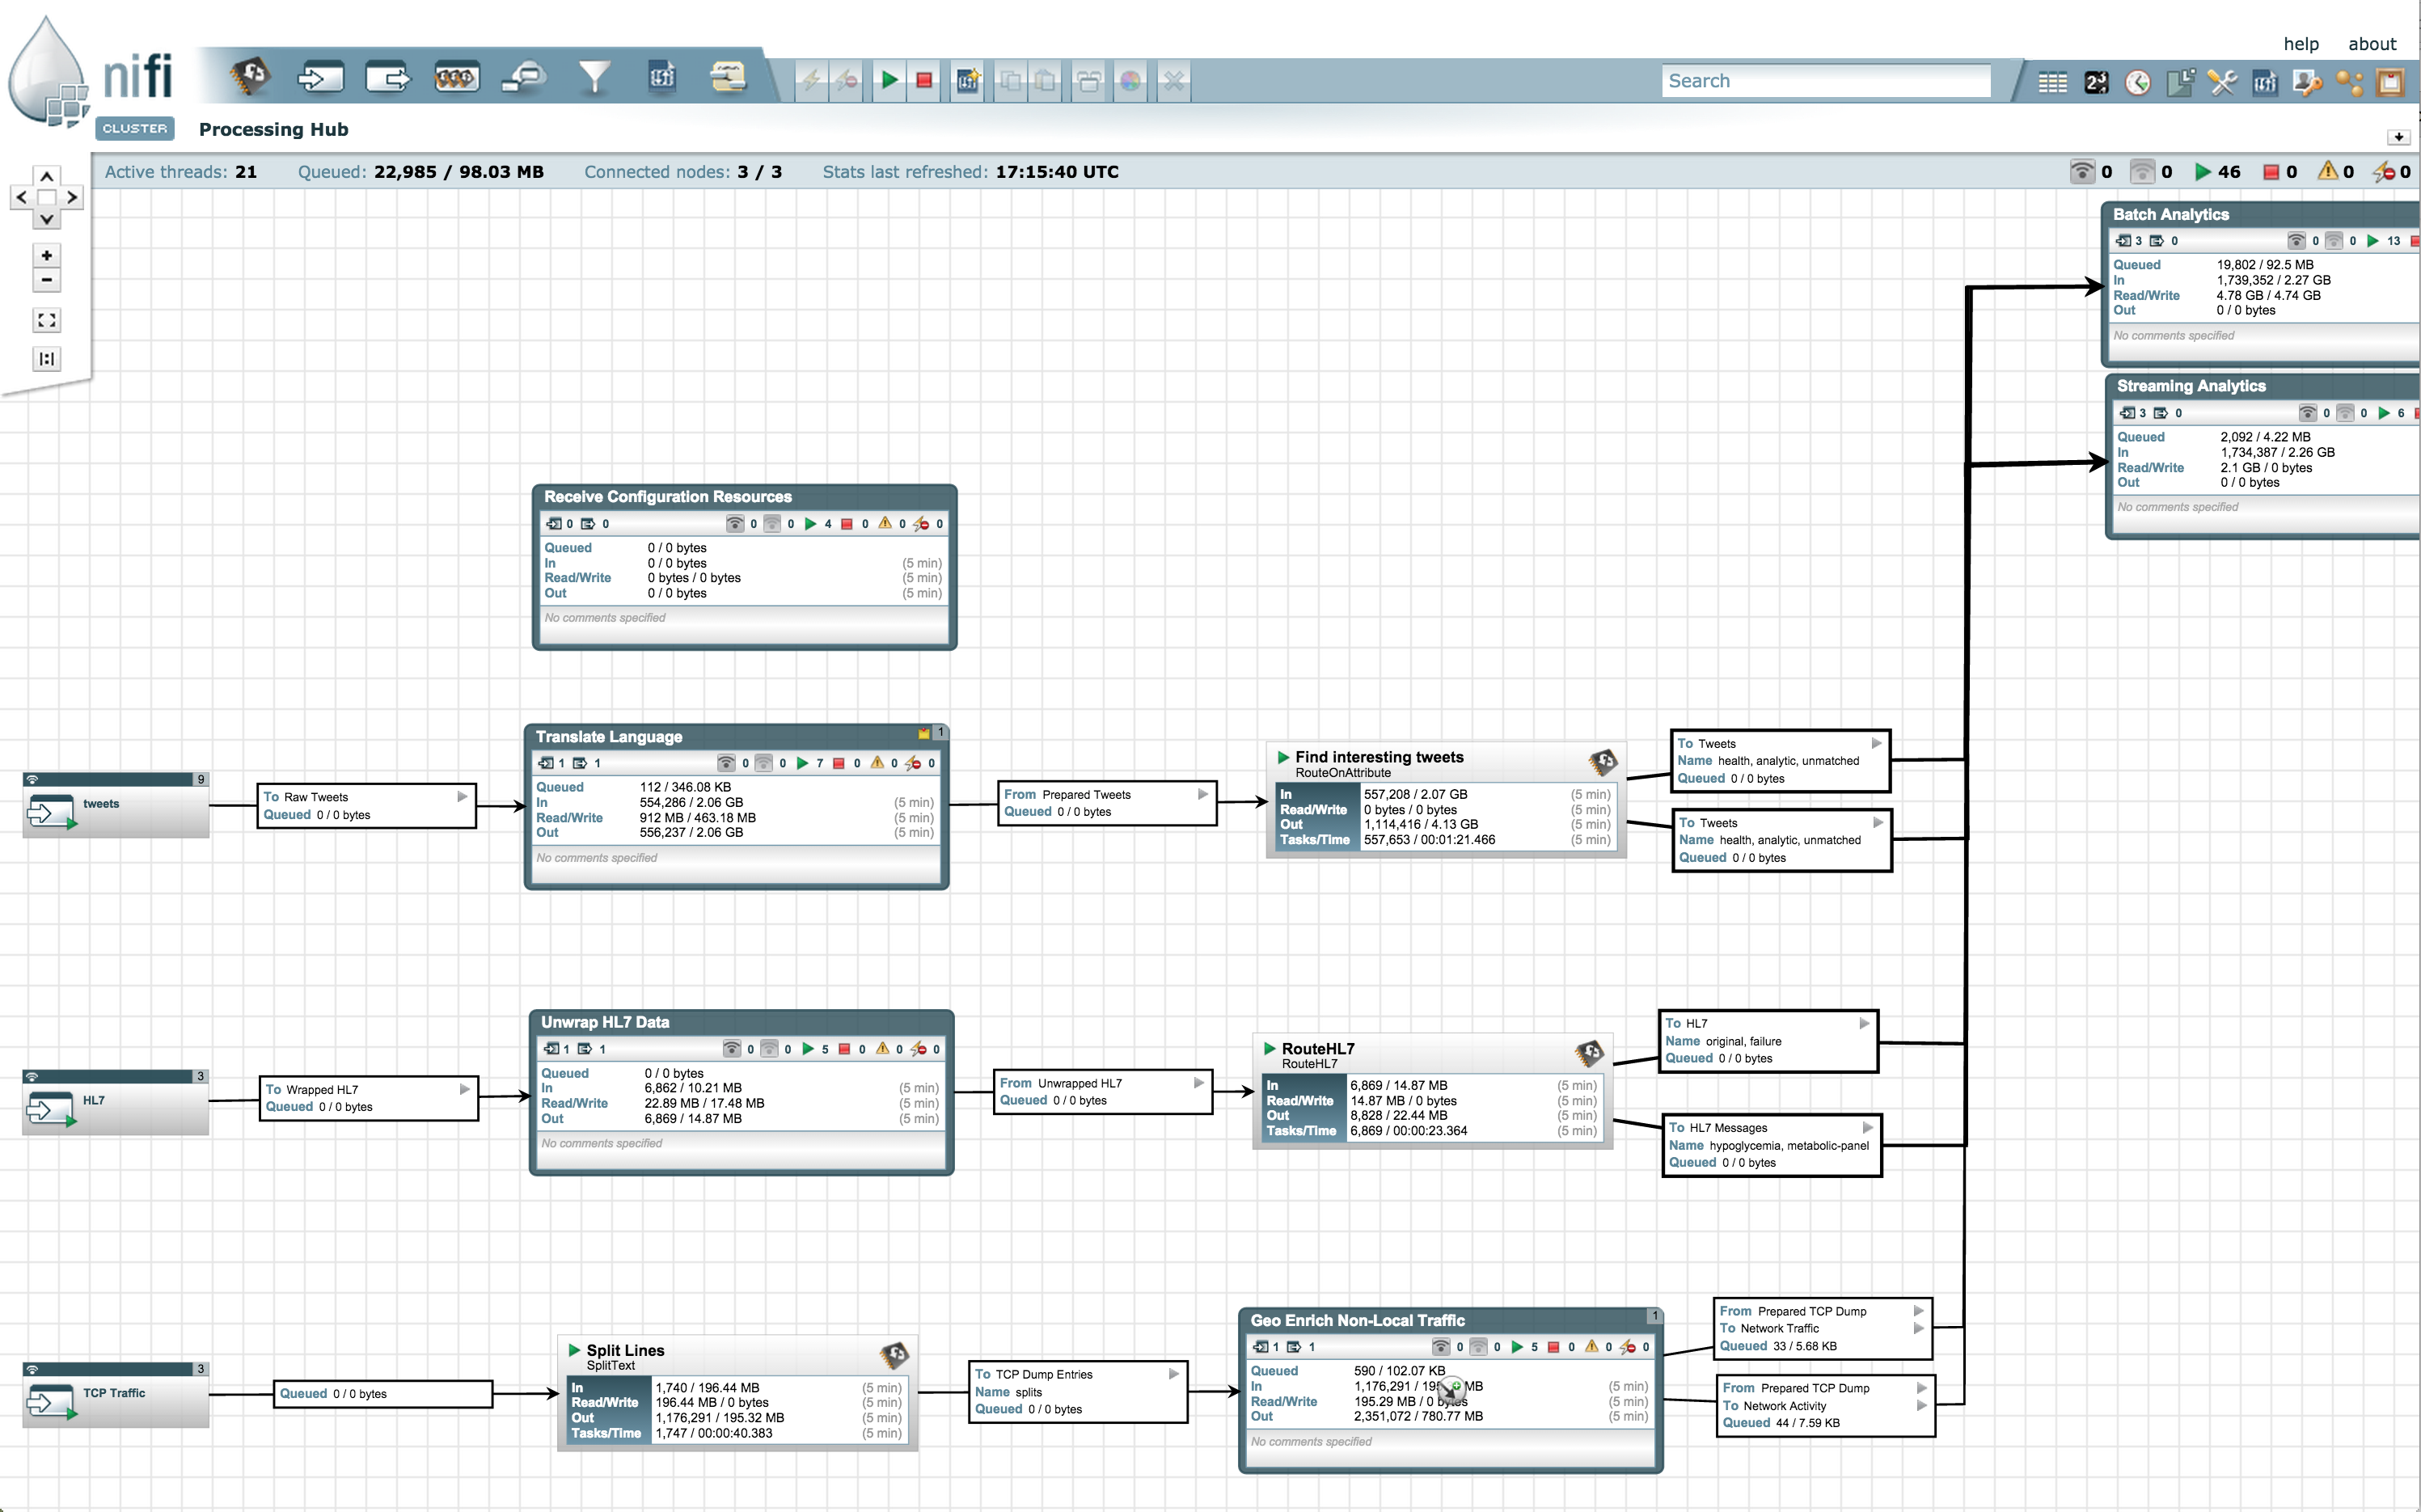 help about
nifi
Search
CLUSTER Processing Hub
Active threads: 21 Queued: 22,985 / 98.03 MB Connected nodes: 3 / 3 Stats last refreshed: 17:15:40 UTC 0 0 46 0 0 0
Batch Analytics
3 0 0 0 13
Queued 19,802 / 92.5 MB
In 1,739,352 / 2.27 GB
Read/Write 4.78 GB / 4.74 GB
Out 0 / 0 bytes
No comments specified
Streaming Analytics
3 0 0 0 6
Queued 2,092 / 4.22 MB
In 1,734,387 / 2.26 GB
Read/Write 2.1 GB / 0 bytes
Out 0 / 0 bytes
No comments specified
Receive Configuration Resources
0 0 0 0 4 0 0 0
Queued 0 / 0 bytes
In 0 / 0 bytes (5 min)
Read/Write 0 bytes / 0 bytes (5 min)
Out 0 / 0 bytes (5 min)
No comments specified
9
tweets
To Raw Tweets
Queued 0 / 0 bytes
Translate Language 1
1 1 0 0 7 0 0 0
Queued 112 / 346.08 KB
In 554,286 / 2.06 GB (5 min)
Read/Write 912 MB / 463.18 MB (5 min)
Out 556,237 / 2.06 GB (5 min)
No comments specified
From Prepared Tweets
Queued 0 / 0 bytes
Find interesting tweets
RouteOnAttribute
In 557,208 / 2.07 GB (5 min)
Read/Write 0 bytes / 0 bytes (5 min)
Out 1,114,416 / 4.13 GB (5 min)
Tasks/Time 557,653 / 00:01:21.466 (5 min)
To Tweets
Name health, analytic, unmatched
Queued 0 / 0 bytes
To Tweets
Name health, analytic, unmatched
Queued 0 / 0 bytes
3
HL7
To Wrapped HL7
Queued 0 / 0 bytes
Unwrap HL7 Data
1 1 0 0 5 0 0 0
Queued 0 / 0 bytes
In 6,862 / 10.21 MB (5 min)
Read/Write 22.89 MB / 17.48 MB (5 min)
Out 6,869 / 14.87 MB (5 min)
No comments specified
From Unwrapped HL7
Queued 0 / 0 bytes
RouteHL7
RouteHL7
In 6,869 / 14.87 MB (5 min)
Read/Write 14.87 MB / 0 bytes (5 min)
Out 8,828 / 22.44 MB (5 min)
Tasks/Time 6,869 / 00:00:23.364 (5 min)
To HL7
Name original, failure
Queued 0 / 0 bytes
To HL7 Messages
Name hypoglycemia, metabolic-panel
Queued 0 / 0 bytes
3
TCP Traffic
Queued 0 / 0 bytes
Split Lines
SplitText
In 1,740 / 196.44 MB (5 min)
Read/Write 196.44 MB / 0 bytes (5 min)
Out 1,176,291 / 195.32 MB (5 min)
Tasks/Time 1,747 / 00:00:40.383 (5 min)
To TCP Dump Entries
Name splits
Queued 0 / 0 bytes
Geo Enrich Non-Local Traffic 1
1 1 0 0 5 0 0 0
Queued 590 / 102.07 KB
In 1,176,291 / MB (5 min)
Read/Write 195.29 MB / 0 bytes (5 min)
Out 2,351,072 / 780.77 MB (5 min)
No comments specified
From Prepared TCP Dump
To Network Traffic
Queued 33 / 5.68 KB
From Prepared TCP Dump
To Network Activity
Queued 44 / 7.59 KB